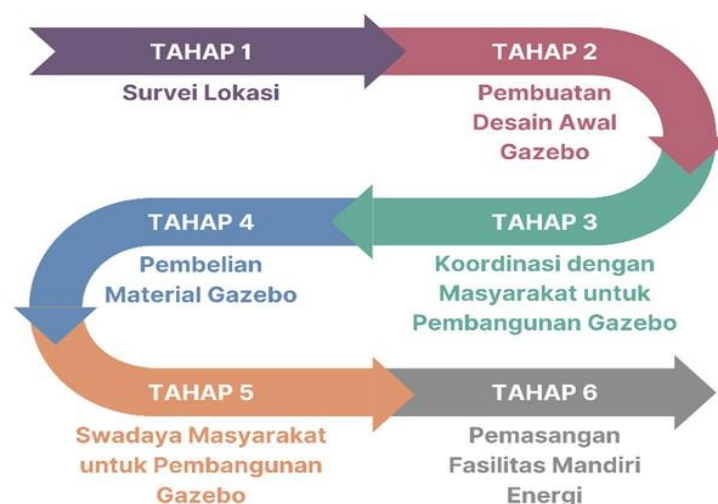 TAHAP 1
Survei Lokasi
TAHAP 2
Pembuatan
Desain Awal
Gazebo
TAHAP 3
Koordinasi dengan
Masyarakat untuk
Pembangunan Gazebo
TAHAP 4
Pembelian
Material Gazebo
TAHAP 5
Swadaya Masyarakat
untuk Pembangunan
Gazebo
TAHAP 6
Pemasangan
Fasilitas Mandiri
Energi